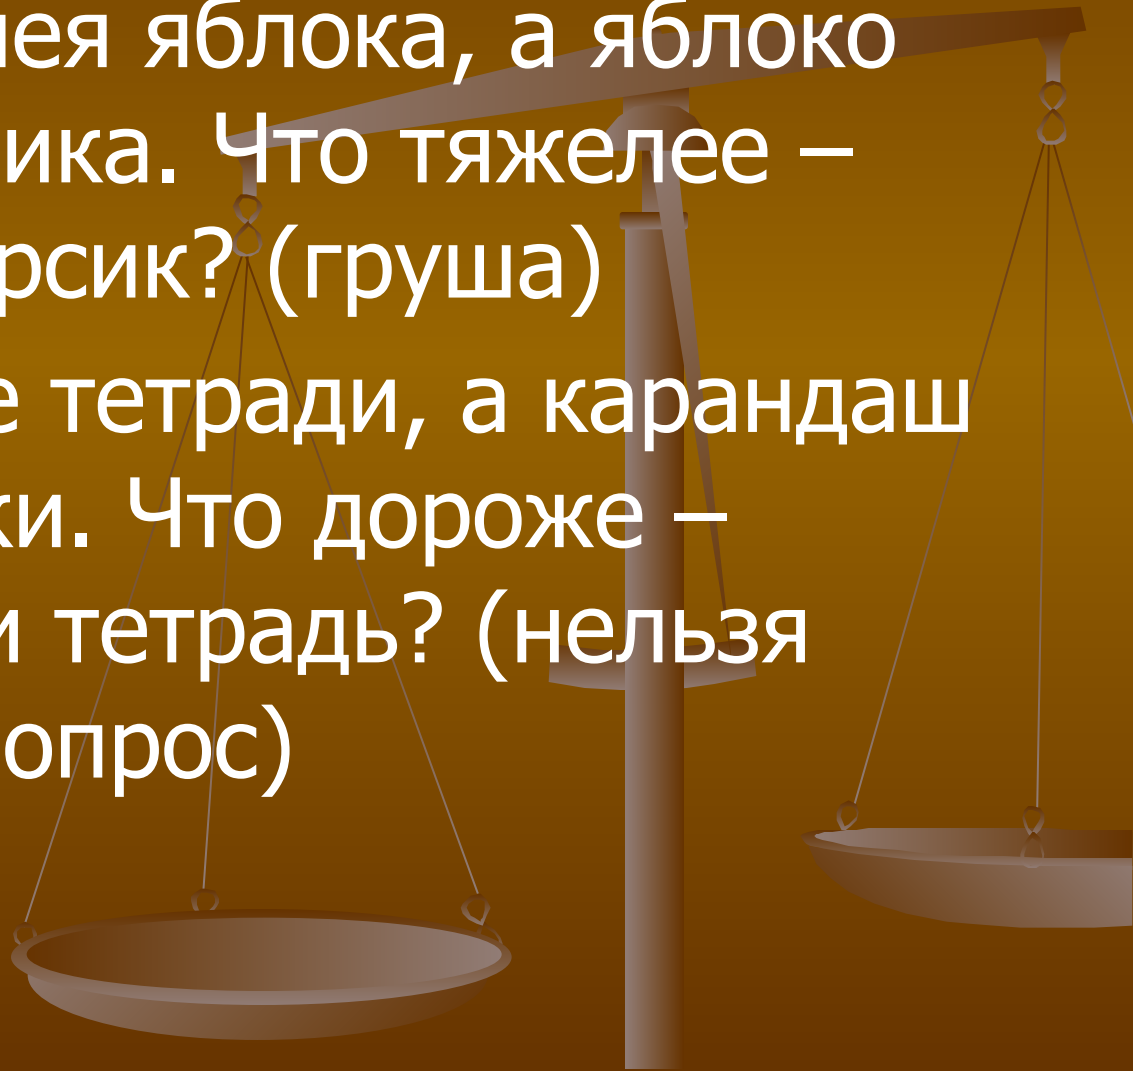 нея яблока, а яблоко
ика. Что тяжелее –
рсик? (груша)
е тетради, а карандаш
ки. Что дороже –
и тетрадь? (нельзя
опрос)